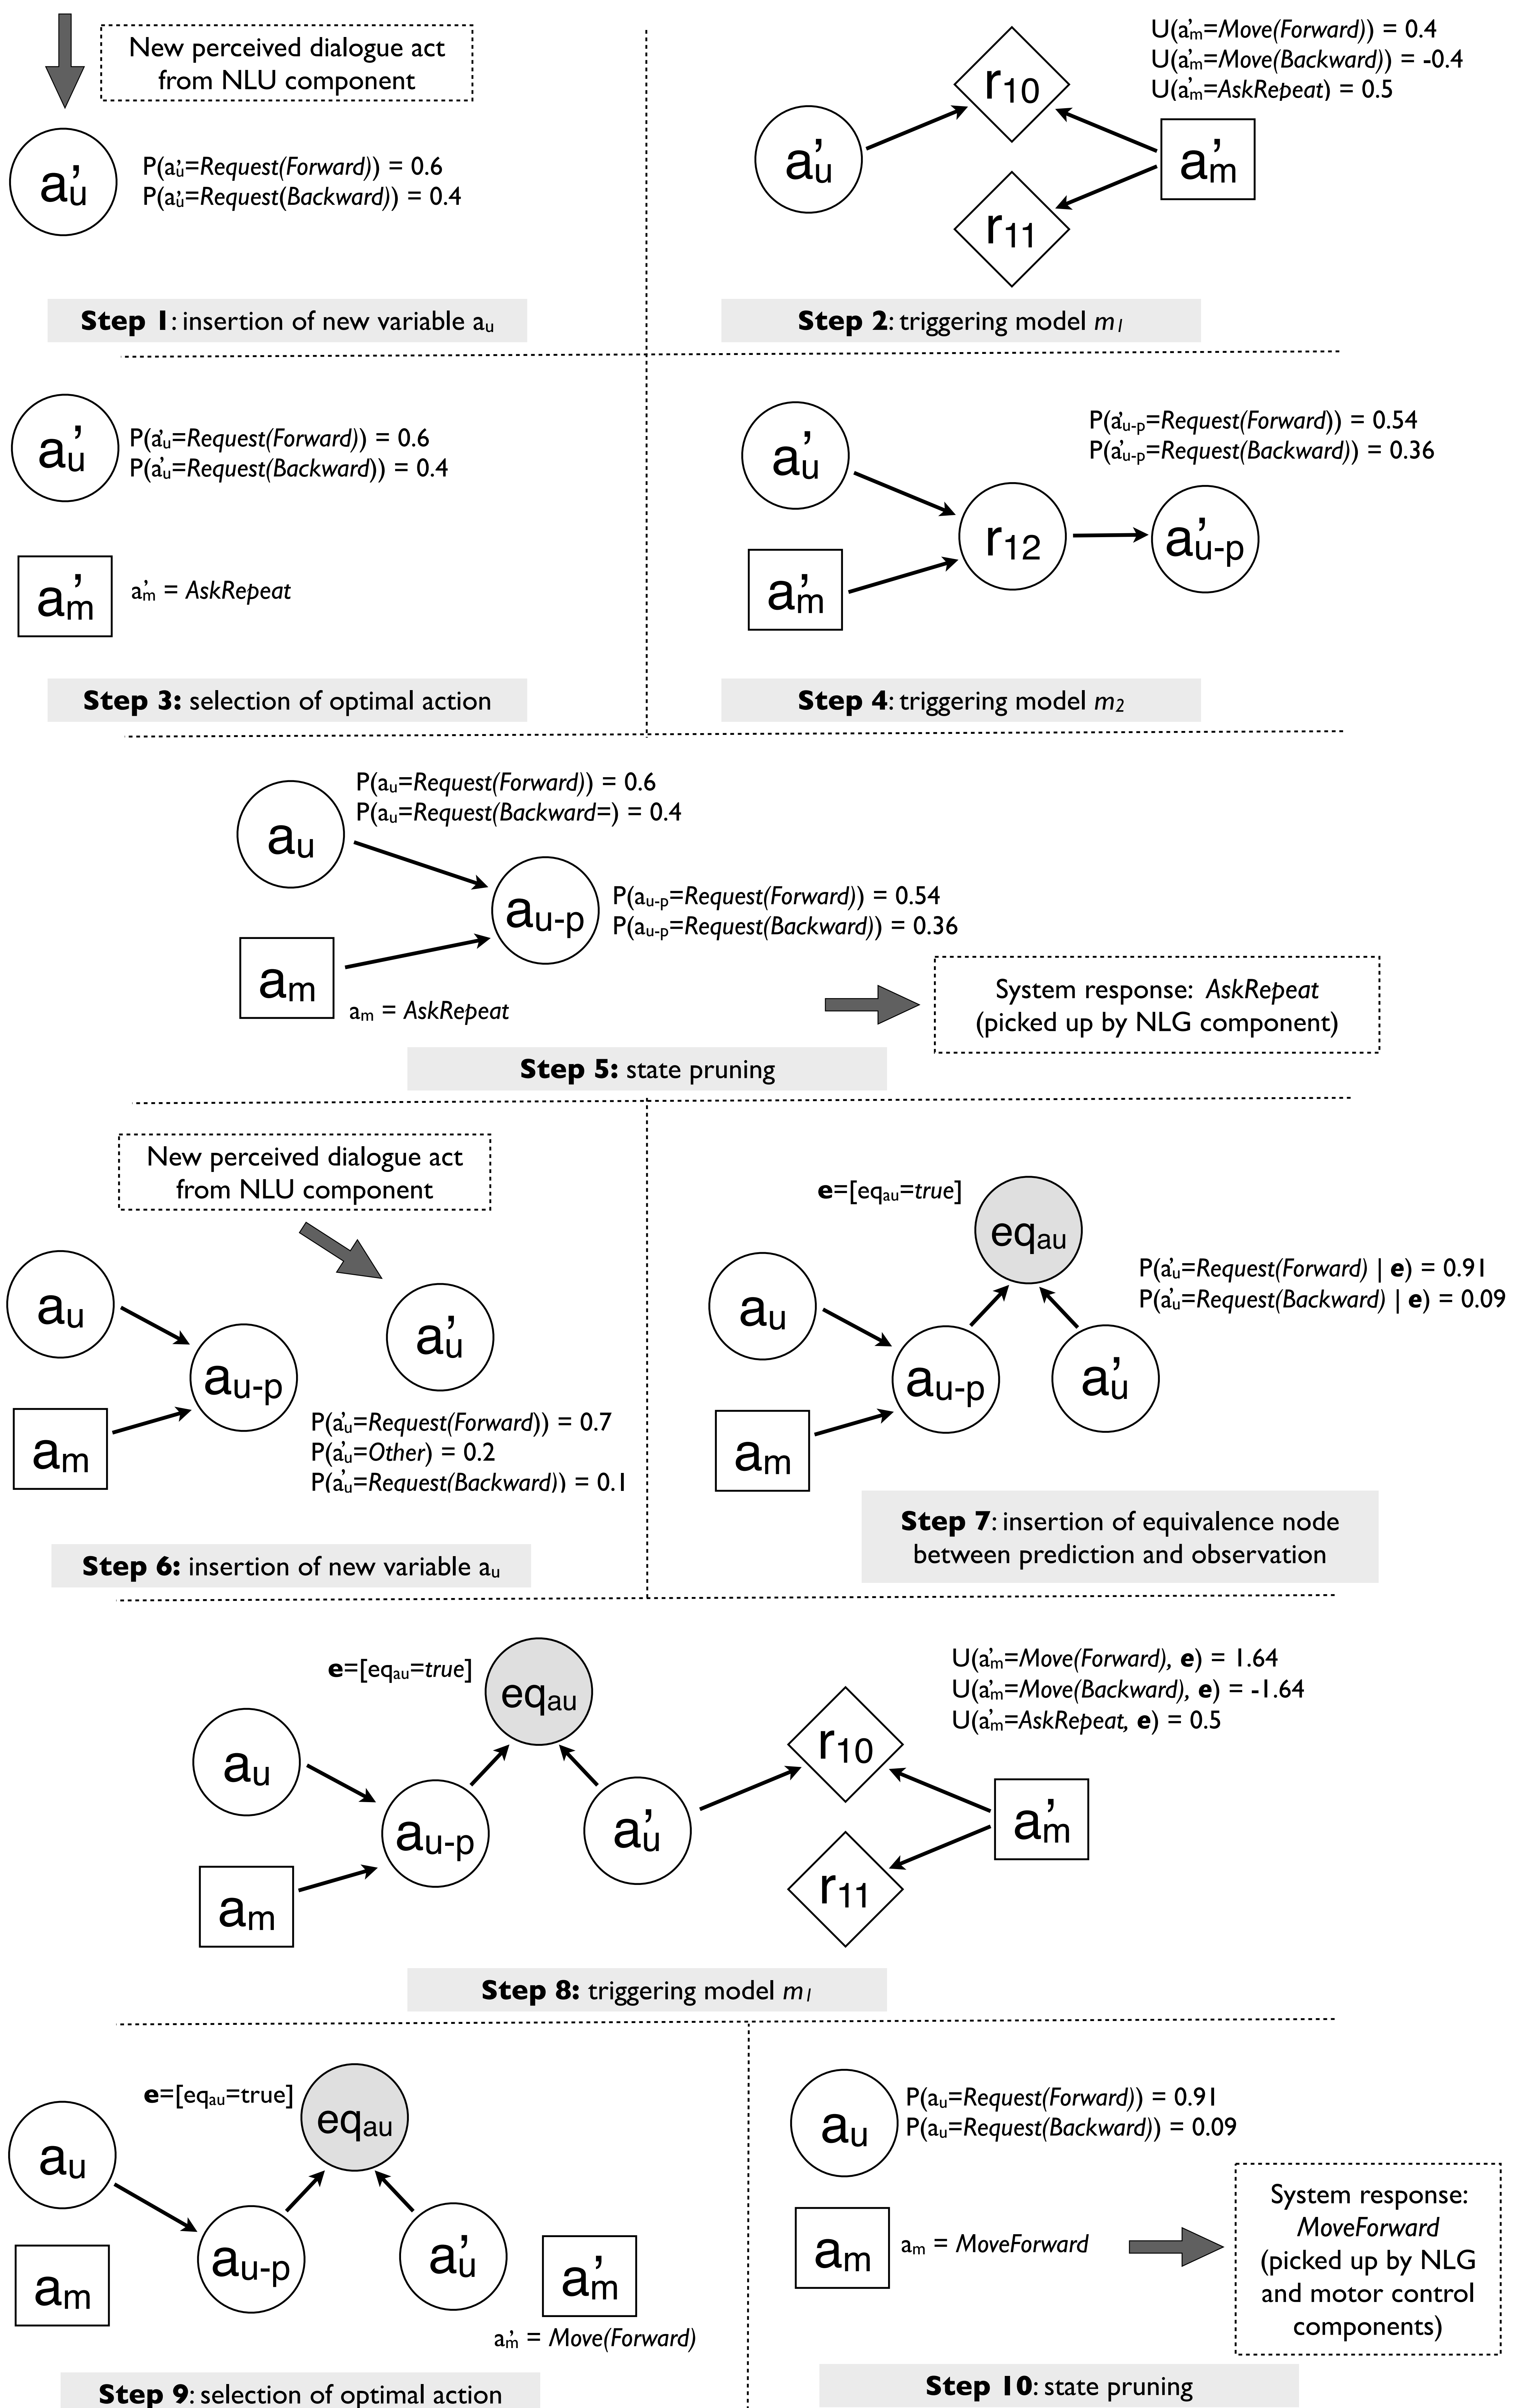 New perceived dialogue act
from NLU component
a'u
P(a'u=Request(Forward)) = 0.6
P(a'u=Request(Backward)) = 0.4
Step 1: insertion of new variable au
U(a'm=Move(Forward)) = 0.4
U(a'm=Move(Backward)) = -0.4
U(a'm=AskRepeat) = 0.5
r10
a'u
a'm
r11
Step 2: triggering model m1
a'u
P(a'u=Request(Forward)) = 0.6
P(a'u=Request(Backward)) = 0.4
a'm
a'm = AskRepeat
Step 3: selection of optimal action
P(a'u-p=Request(Forward)) = 0.54
P(a'u-p=Request(Backward)) = 0.36
a'u
r12
a'u-p
a'm
Step 4: triggering model m2
P(au=Request(Forward)) = 0.6
P(au=Request(Backward=) = 0.4
au
au-p
P(au-p=Request(Forward)) = 0.54
P(au-p=Request(Backward)) = 0.36
am
am = AskRepeat
System response: AskRepeat
(picked up by NLG component)
Step 5: state pruning
New perceived dialogue act
from NLU component
au
a'u
au-p
am
P(a'u=Request(Forward)) = 0.7
P(a'u=Other) = 0.2
P(a'u=Request(Backward)) = 0.1
Step 6: insertion of new variable au
e=[eqau=true]
eqau
P(a'u=Request(Forward) | e) = 0.91
P(a'u=Request(Backward) | e) = 0.09
au
au-p
a'u
am
Step 7: insertion of equivalence node
between prediction and observation
e=[eqau=true]
eqau
U(a'm=Move(Forward), e) = 1.64
U(a'm=Move(Backward), e) = -1.64
U(a'm=AskRepeat, e) = 0.5
au
r10
au-p
a'u
a'm
am
r11
Step 8: triggering model m1
e=[eqau=true]
eqau
au
au-p
a'u
am
a'm
a'm = Move(Forward)
Step 9: selection of optimal action
au
P(au=Request(Forward)) = 0.91
P(au=Request(Backward)) = 0.09
am
am = MoveForward
System response:
MoveForward
(picked up by NLG
and motor control
components)
Step 10: state pruning